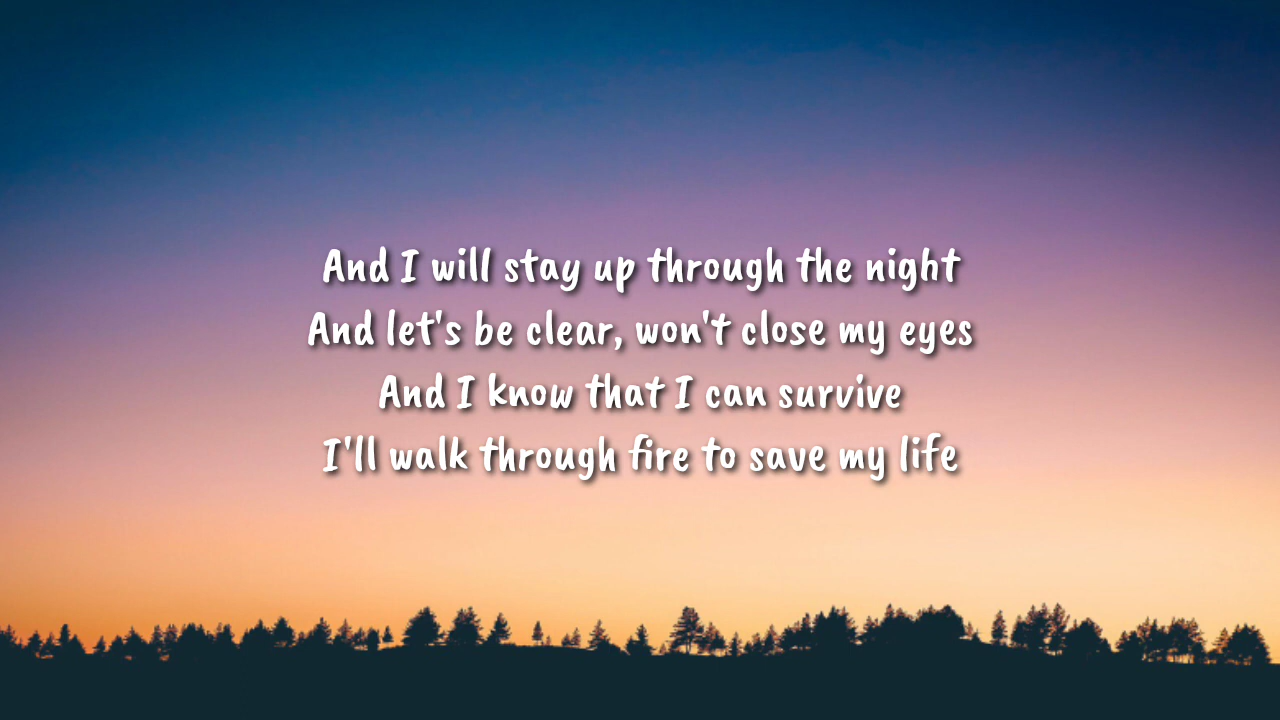 And I will stay up through the night
And let's be clear, won't close my eyes
And I know that I can survive
I'll walk through fire to save my life